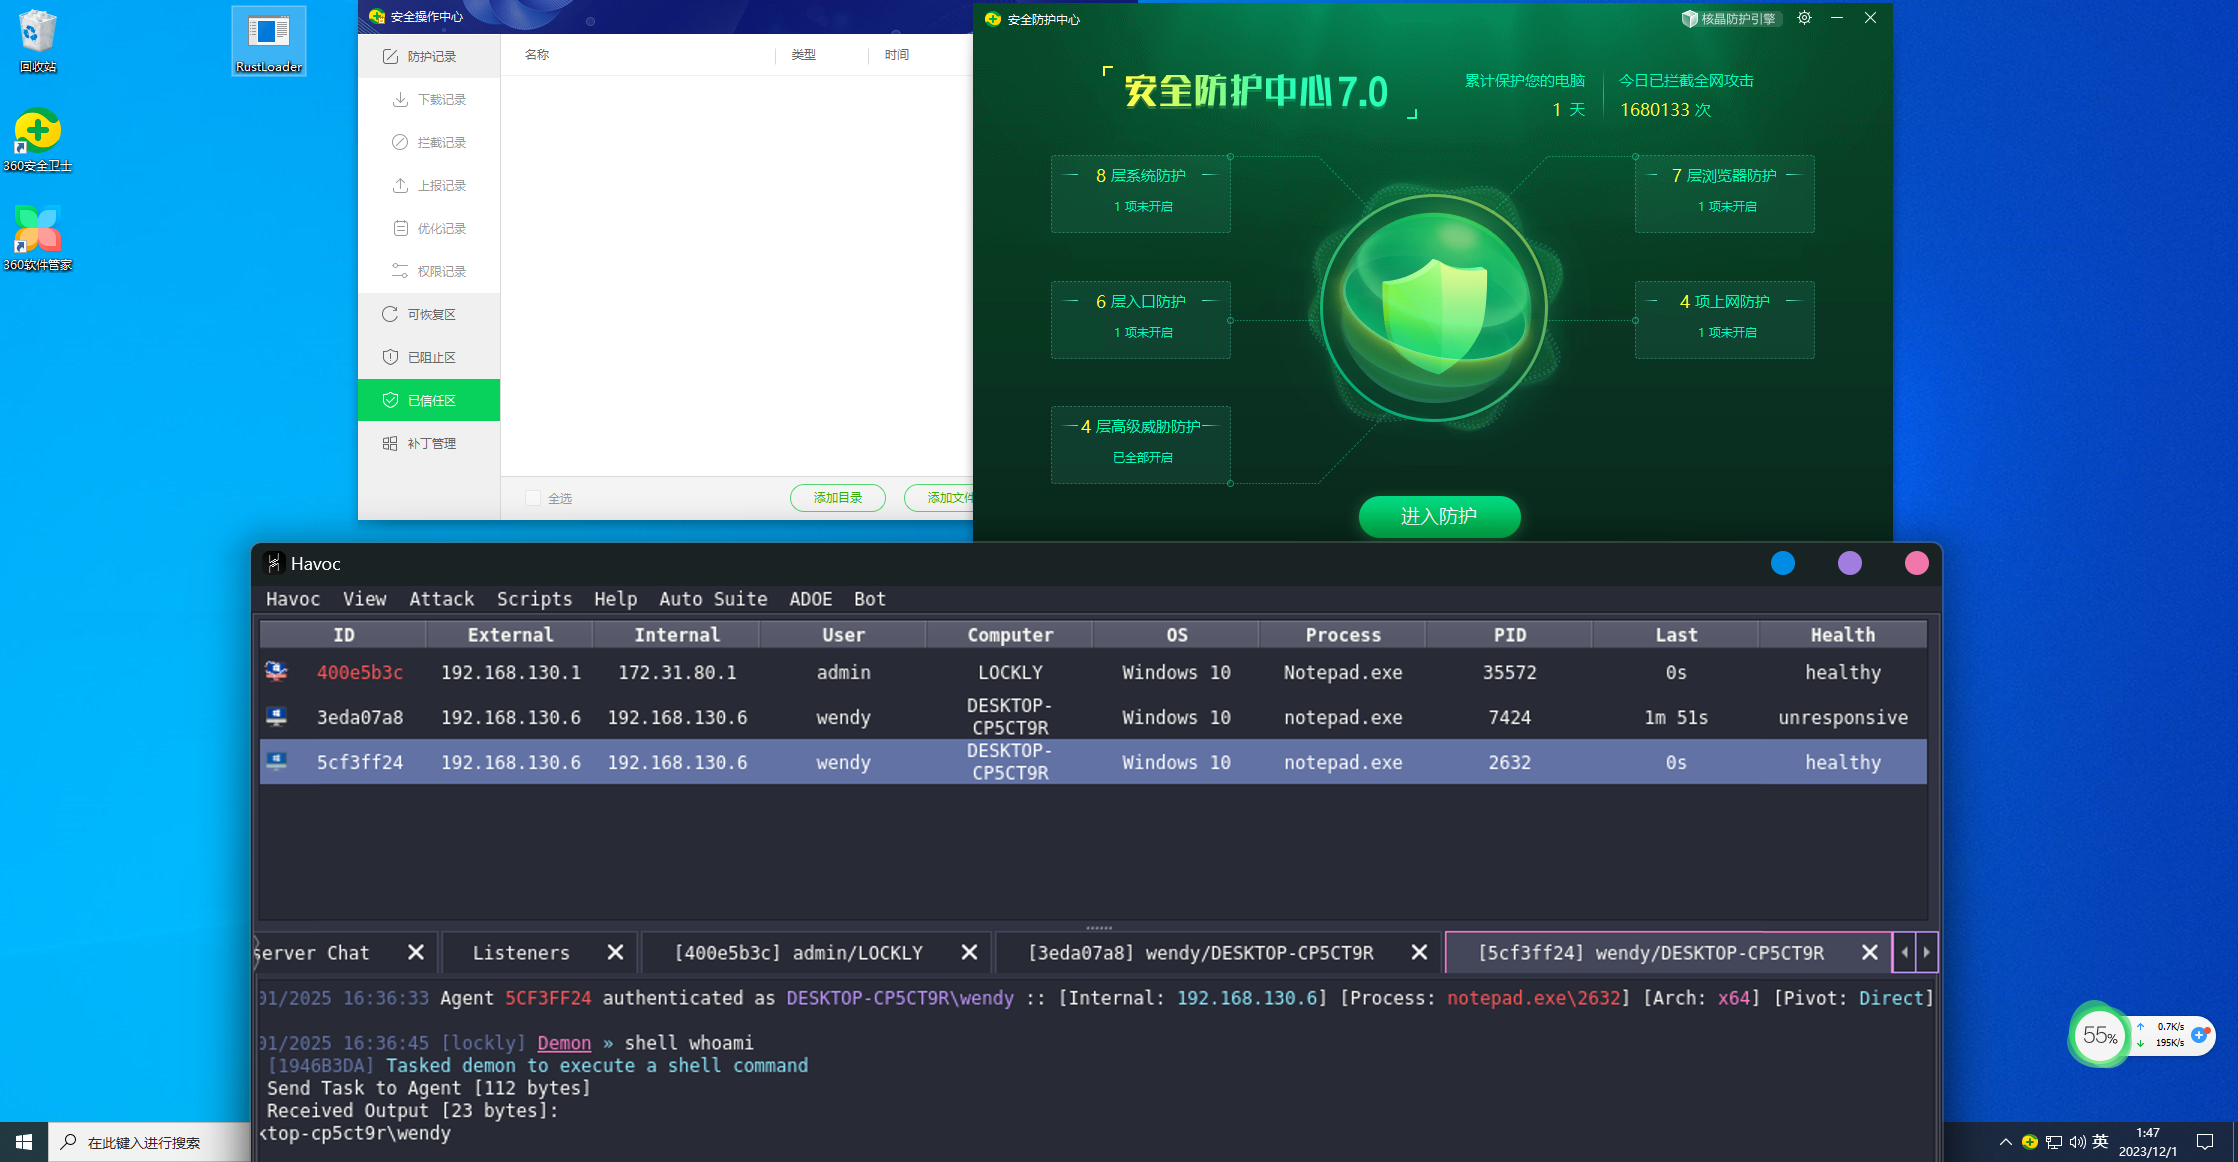 回收站
360安全卫士
360软件管家
RustLoader
安全操作中心
防护记录
下载记录
拦截记录
上报记录
优化记录
权限记录
可恢复区
已阻止区
已信任区
补丁管理
名称 类型 时间
全选 添加目录 添加文件
安全防护中心 核晶防护引擎
安全防护中心7.0
累计保护您的电脑
1 天
今日已拦截全网攻击
1680133 次
8 层系统防护
1 项未开启
7 层浏览器防护
1 项未开启
6 层入口防护
1 项未开启
4 项上网防护
1 项未开启
4 层高级威胁防护
已全部开启
进入防护
Havoc
Havoc View Attack Scripts Help Auto Suite ADOE Bot
ID External Internal User Computer OS Process PID Last Health
400e5b3c 192.168.130.1 172.31.80.1 admin LOCKLY Windows 10 Notepad.exe 35572 0s healthy
3eda07a8 192.168.130.6 192.168.130.6 wendy DESKTOP-CP5CT9R Windows 10 notepad.exe 7424 1m 51s unresponsive
5cf3ff24 192.168.130.6 192.168.130.6 wendy DESKTOP-CP5CT9R Windows 10 notepad.exe 2632 0s healthy
server Chat Listeners [400e5b3c] admin/LOCKLY [3eda07a8] wendy/DESKTOP-CP5CT9R [5cf3ff24] wendy/DESKTOP-CP5CT9R
01/2025 16:36:33 Agent 5CF3FF24 authenticated as DESKTOP-CP5CT9R\wendy :: [Internal: 192.168.130.6] [Process: notepad.exe\2632] [Arch: x64] [Pivot: Direct]
01/2025 16:36:45 [lockly] Demon » shell whoami
[1946B3DA] Tasked demon to execute a shell command
Send Task to Agent [112 bytes]
Received Output [23 bytes]:
ktop-cp5ct9r\wendy
55%
0.7K/s
195K/s
在此键入进行搜索
英
1:47
2023/12/1